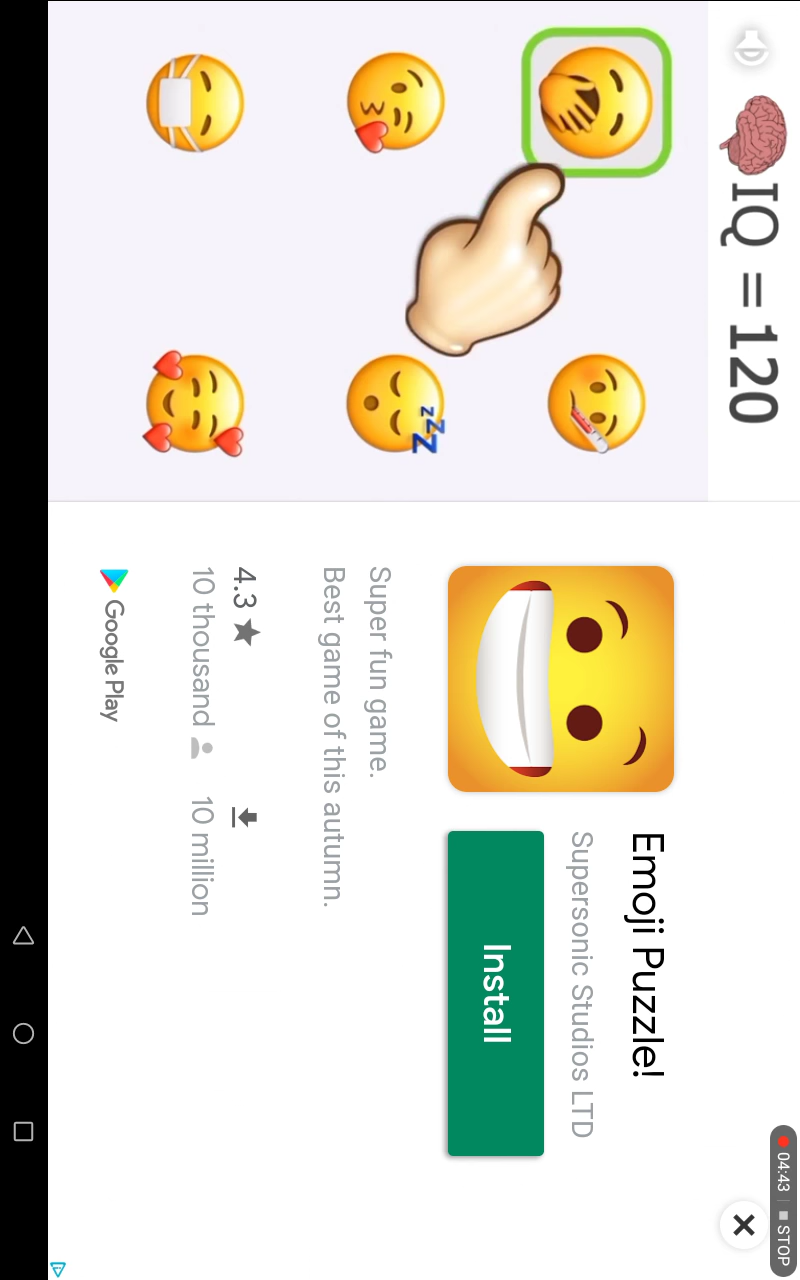 IQ = 120
zzZ
Emoji Puzzle!
Supersonic Studios LTD
Install
Super fun game.
Best game of this autumn.
4.3 ★
10 thousand
10 million
Google Play
04:43
STOP